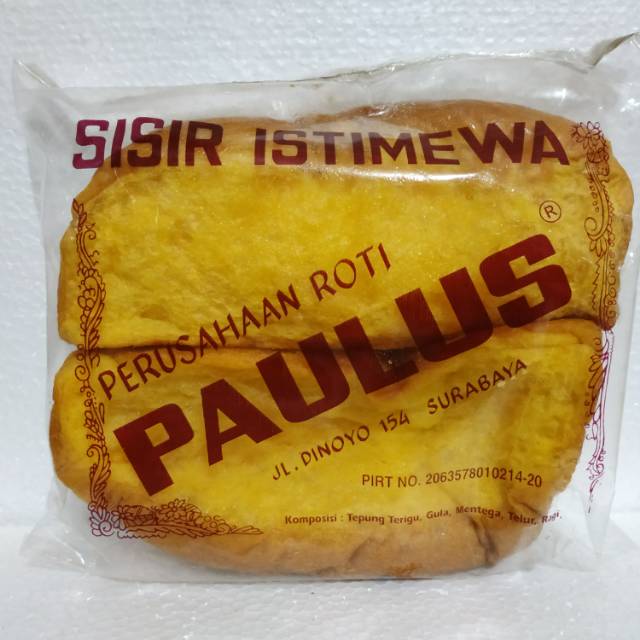 SISIR ISTIMEWA
®
PERUSAHAAN ROTI
PAULUS
JL. DINOYO 154 SURABAYA
PIRT NO. 2063578010214-20
Komposisi : Tepung Terigu, Gula, Mentega, Telur, Ragi,